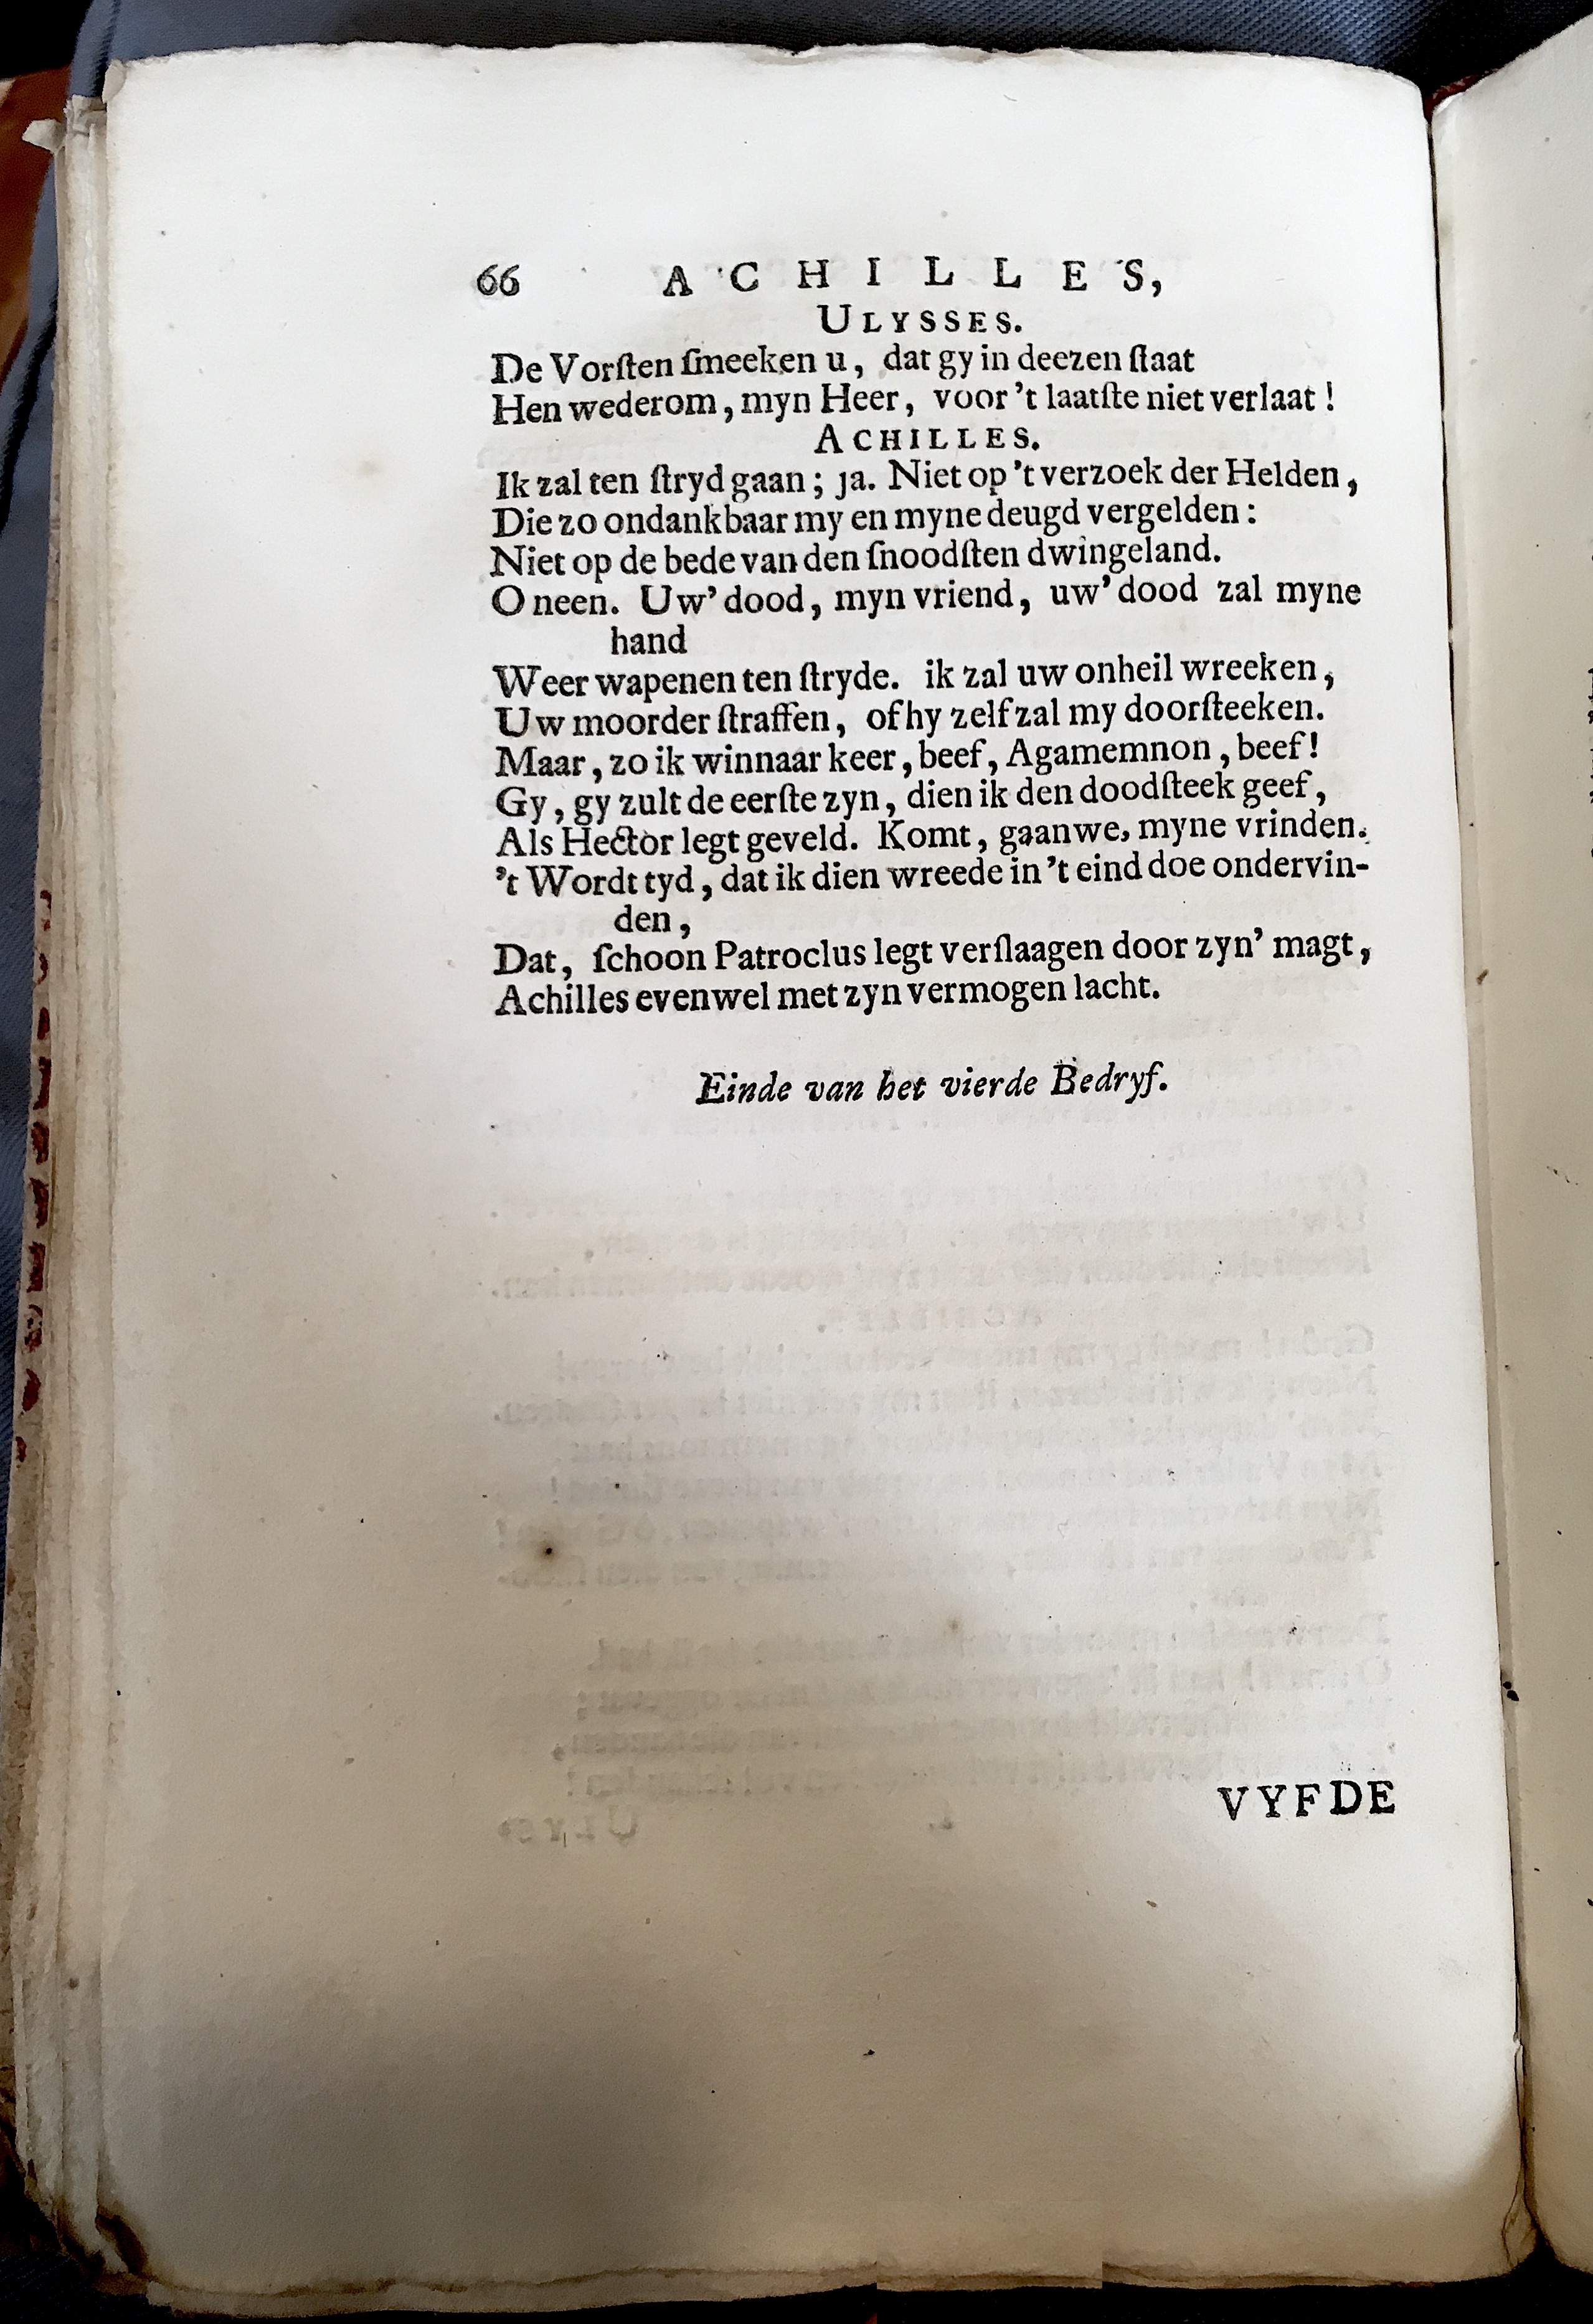 66 ACHILLES,
ULYSSES.
De Vorſten ſmeeken u, dat gy in deezen ſtaat
Hen wederom, myn Heer, voor 't laatſte niet verlaat!
ACHILLES.
Ik zal ten ſtryd gaan; ja. Niet op 't verzoek der Helden,
Die zo ondankbaar my en myne deugd vergelden:
Niet op de bede van den ſnoodſten dwingeland.
O neen. Uw' dood, myn vriend, uw' dood zal myne
hand
Weer wapenen ten ſtryde. ik zal uw onheil wreeken,
Uw moorder ſtraffen, of hy zelf zal my doorſteeken.
Maar, zo ik winnaar keer, beef, Agamemnon, beef!
Gy, gy zult de eerſte zyn, dien ik den doodſteek geef,
Als Hector legt geveld. Komt, gaanwe, myne vrinden.
't Wordt tyd, dat ik dien wreede in 't eind doe ondervin-
den,
Dat, ſchoon Patroclus legt verſlaagen door zyn' magt,
Achilles evenwel met zyn vermogen lacht.
Einde van het vierde Bedryf.
VYFDE